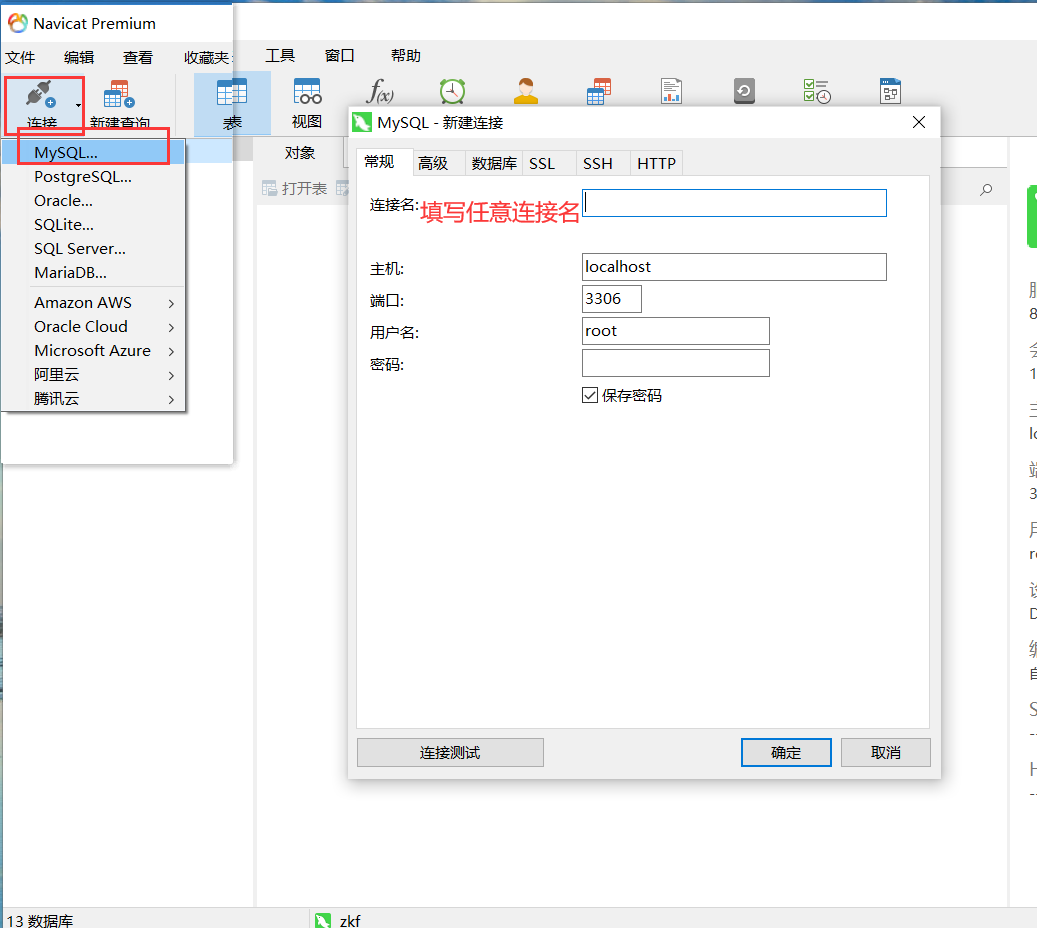 Navicat Premium
文件 编辑 查看 收藏夹 工具 窗口 帮助
连接 新建查询 表 视图
f(x)
MySQL...
PostgreSQL...
Oracle...
SQLite...
SQL Server...
MariaDB...
Amazon AWS
Oracle Cloud
Microsoft Azure
阿里云
腾讯云
对象
打开表
MySQL - 新建连接
常规 高级 数据库 SSL SSH HTTP
连接名:
填写任意连接名
主机: localhost
端口: 3306
用户名: root
密码:
保存密码
连接测试 确定 取消
8
1
3
D
自
S
--
H
--
13 数据库 zkf